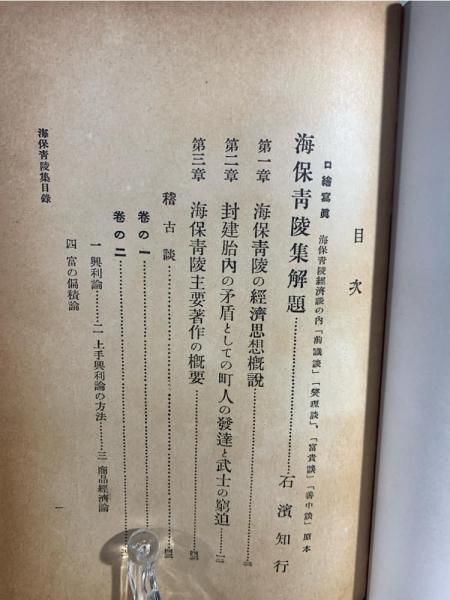 目次
口繪寫眞 海保青陵經濟談の内「前識談」「燮理談」、「富貴談」「善中談」原本
海保青陵集解題………石濱知行
第一章 海保青陵の經濟思想概説………三
第二章 封建胎内の矛盾としての町人の發達と武士の窮迫………
第三章 海保青陵主要著作の概要………
稽古談………
卷の一………
卷の二………
一 興利論………二 上手興利論の方法………三 商品經濟論
四 富の偏積論
海保青陵集目錄
一